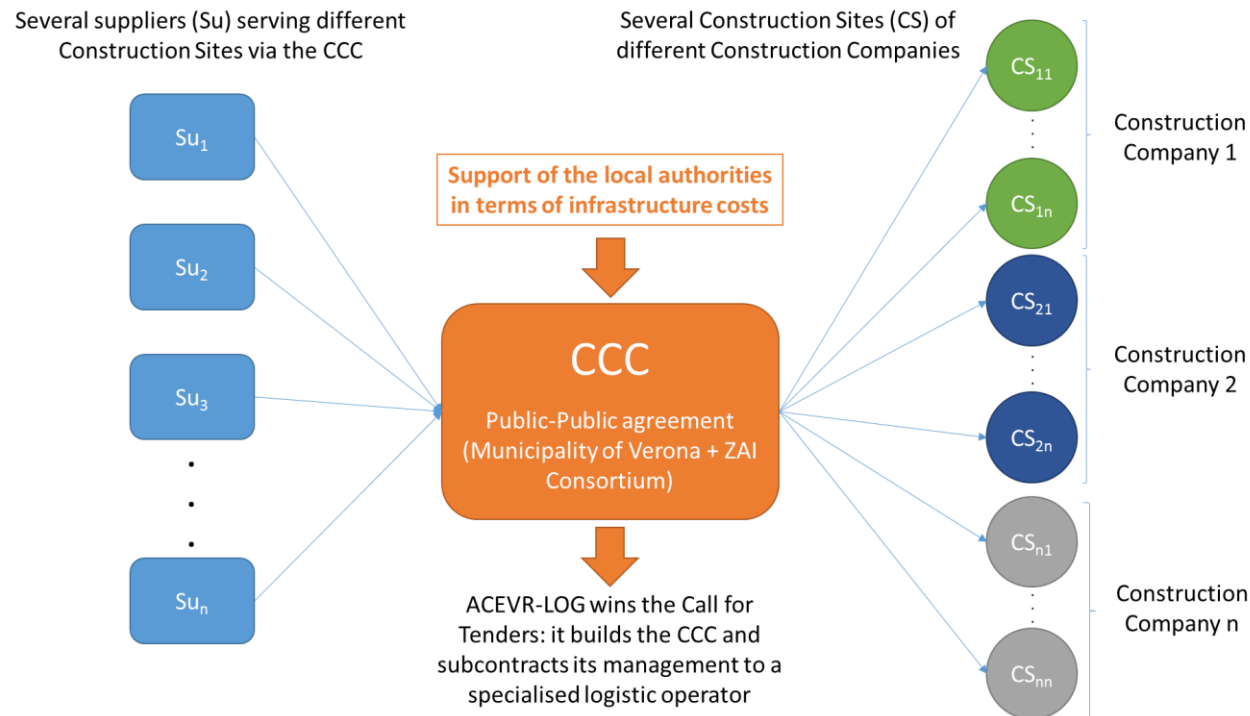 Several suppliers (Su) serving different
Construction Sites via the CCC
Several Construction Sites (CS) of
different Construction Companies
Su₁
Su₂
Su₃
Suₙ
Support of the local authorities
in terms of infrastructure costs
CCC
Public-Public agreement
(Municipality of Verona + ZAI
Consortium)
ACEVR-LOG wins the Call for
Tenders: it builds the CCC and
subcontracts its management to a
specialised logistic operator
CS₁₁
CS₁ₙ
Construction
Company 1
CS₂₁
CS₂ₙ
Construction
Company 2
CSₙ₁
CSₙₙ
Construction
Company n